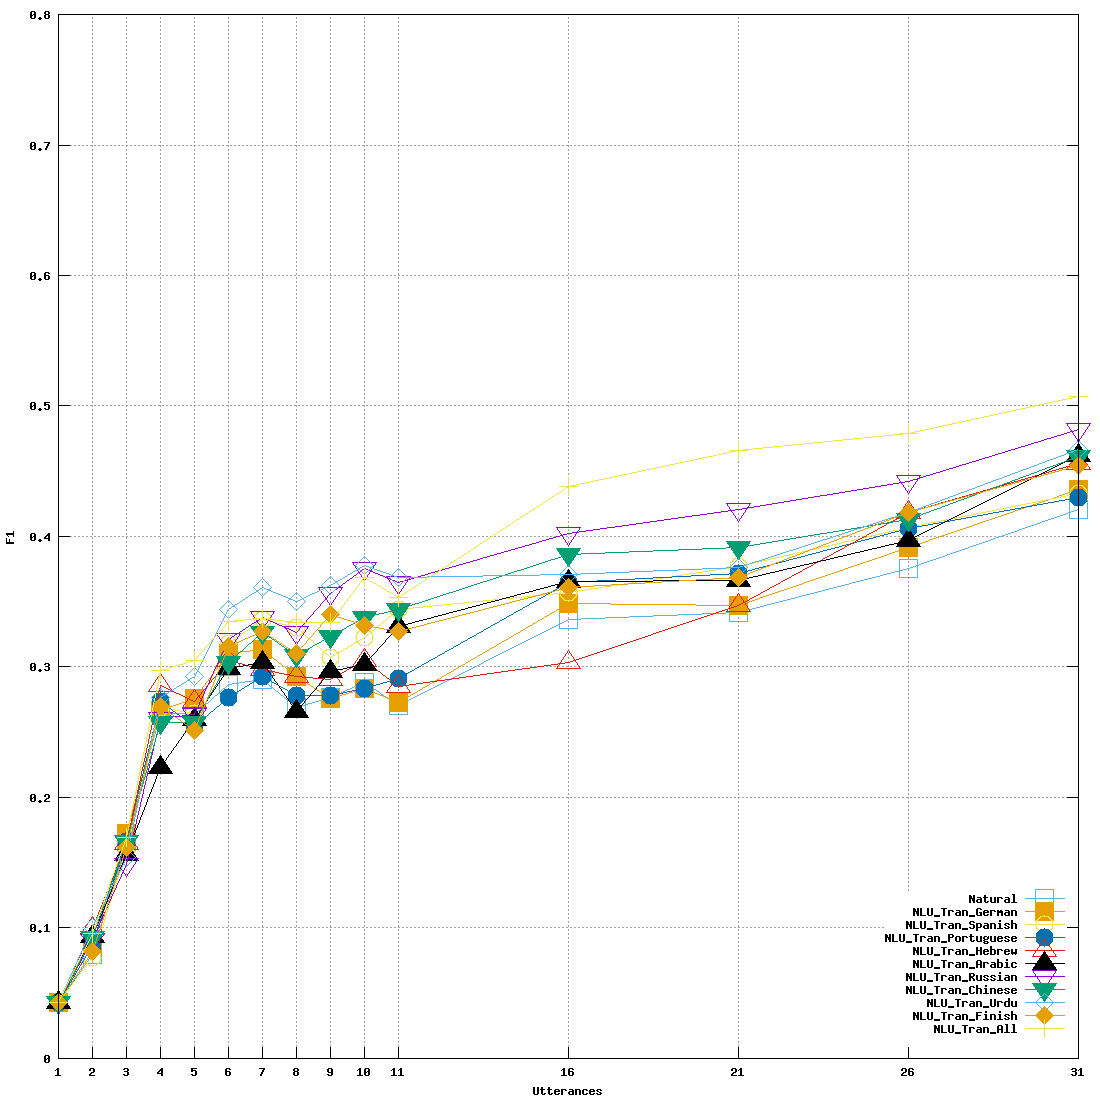 0.8
0.7
0.6
0.5
F1
0.4
0.3
0.2
0.1
0
Natural
NLU_Tran_German
NLU_Tran_Spanish
NLU_Tran_Portuguese
NLU_Tran_Hebrew
NLU_Tran_Arabic
NLU_Tran_Russian
NLU_Tran_Chinese
NLU_Tran_Urdu
NLU_Tran_Finish
NLU_Tran_All
1 2 3 4 5 6 7 8 9 10 11 16 21 26 31
Utterances